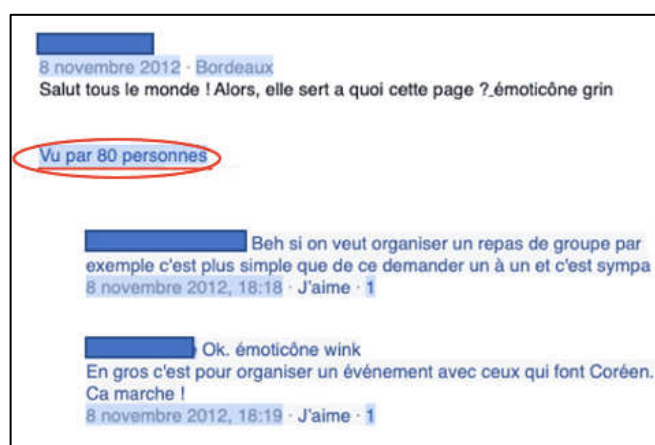 8 novembre 2012 · Bordeaux
Salut tous le monde ! Alors, elle sert a quoi cette page ? émoticône grin
Vu par 80 personnes
Beh si on veut organiser un repas de groupe par
exemple c'est plus simple que de ce demander un à un et c'est sympa
8 novembre 2012, 18:18 · J'aime · 1
Ok. émoticône wink
En gros c'est pour organiser un événement avec ceux qui font Coréen.
Ca marche !
8 novembre 2012, 18:19 · J'aime · 1